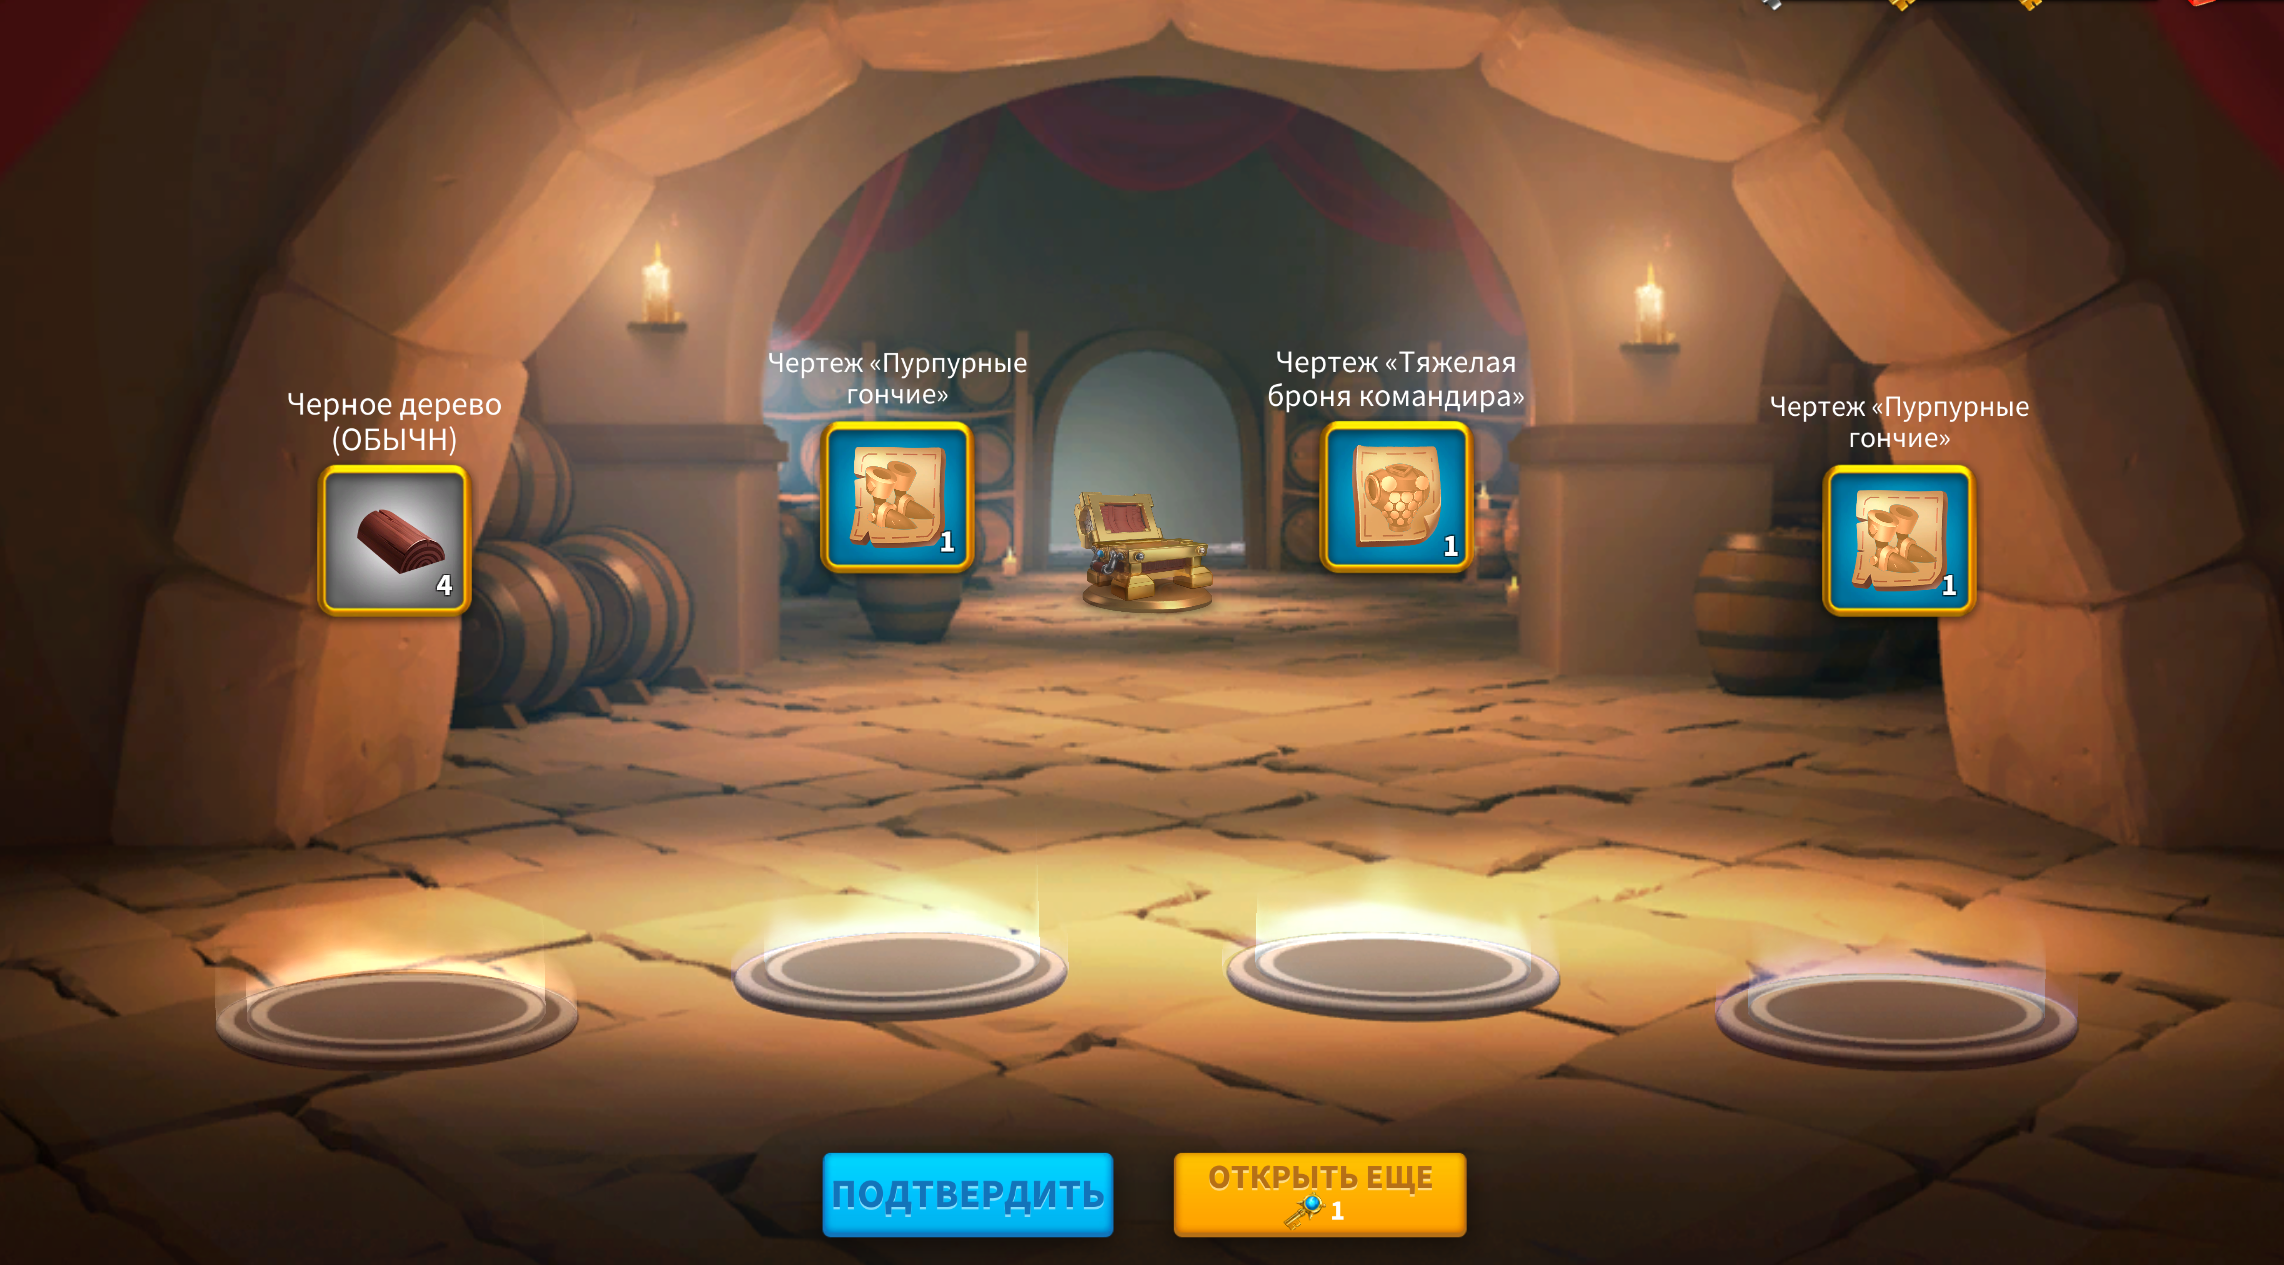 Черное дерево
(ОБЫЧН)
4
Чертеж «Пурпурные
гончие»
1
Чертеж «Тяжелая
броня командира»
1
Чертеж «Пурпурные
гончие»
1
ПОДТВЕРДИТЬ
ОТКРЫТЬ ЕЩЕ
1